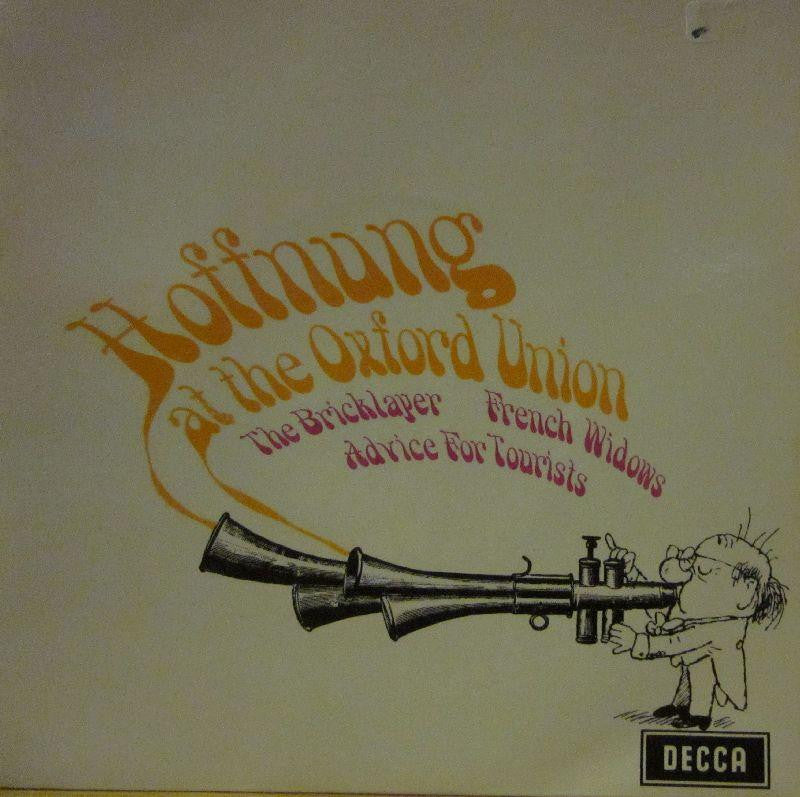 Hoffnung
at the Oxford Union
The Bricklayer French Widows
Advice For Tourists
DECCA